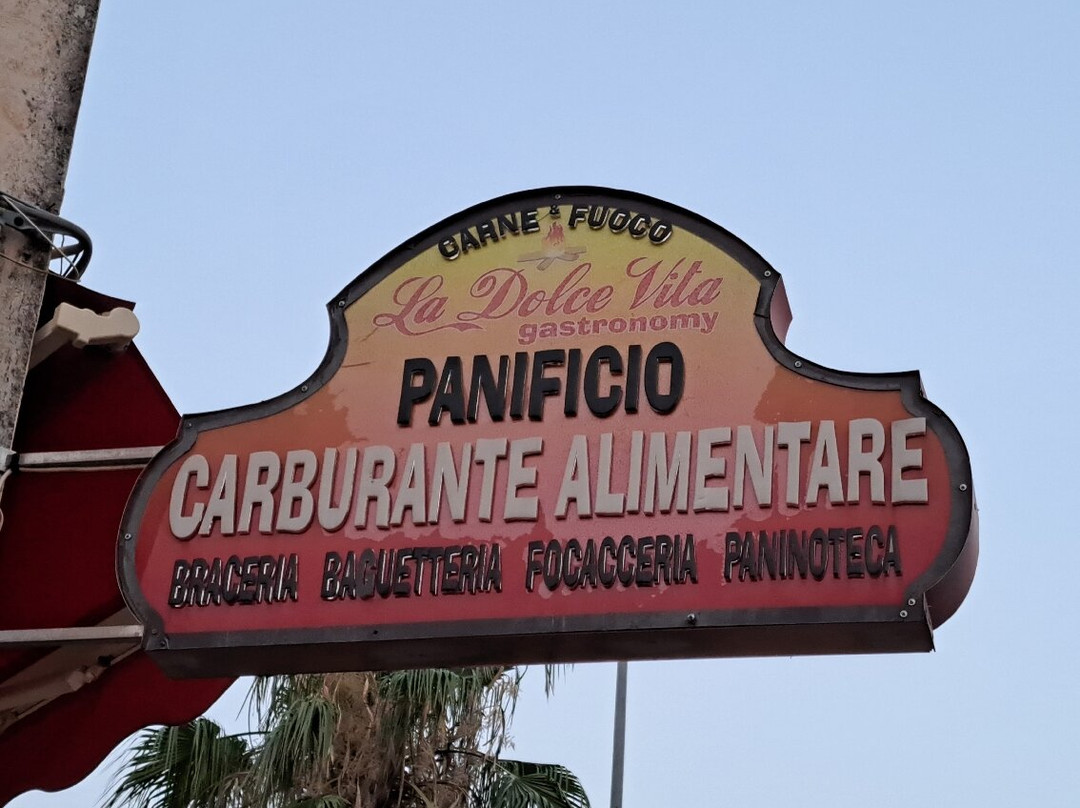 CARNE & FUOCO
La Dolce Vita
gastronomy
PANIFICIO
CARBURANTE ALIMENTARE
BRACERIA BAGUETTERIA FOCACCERIA PANINOTECA